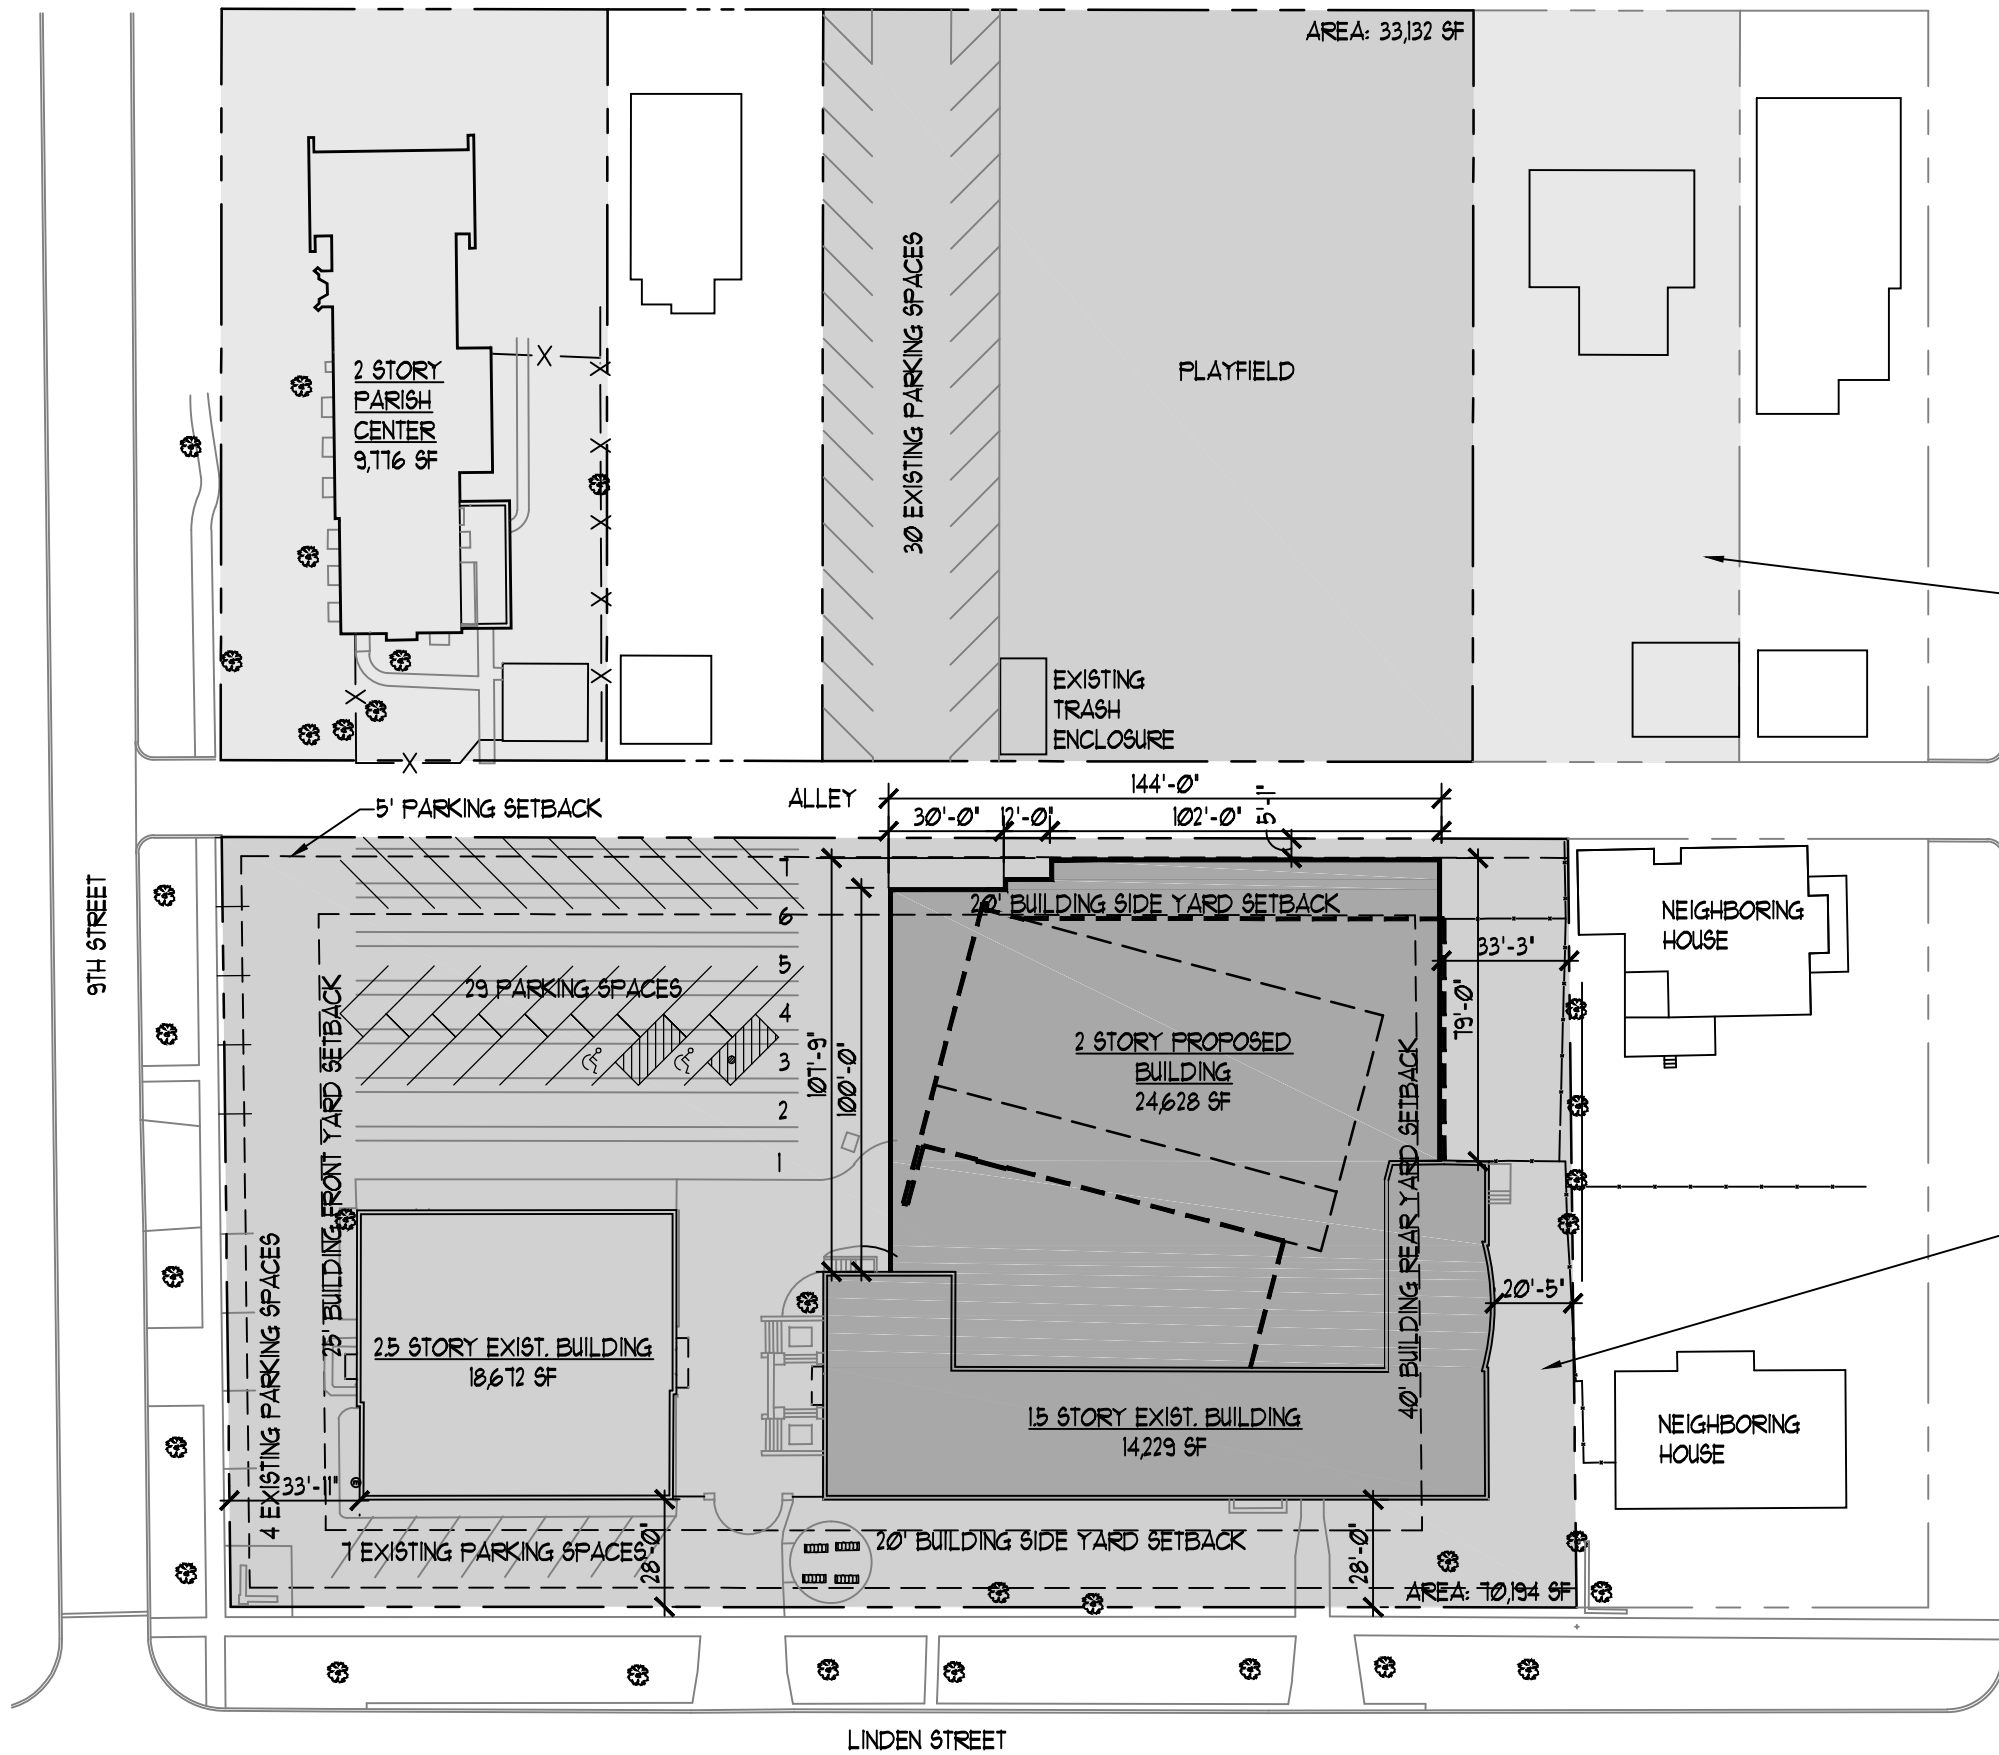 AREA: 33,132 SF
30 EXISTING PARKING SPACES
2 STORY
PARISH
CENTER
9,776 SF
PLAYFIELD
EXISTING
TRASH
ENCLOSURE
ALLEY
144'-0"
5' PARKING SETBACK
30'-0"
12'-0"
102'-0"
5'-11"
9TH STREET
7
6
5
4
3
2
1
29 PARKING SPACES
25' BUILDING FRONT YARD SETBACK
4 EXISTING PARKING SPACES
107'-9"
100'-0"
20' BUILDING SIDE YARD SETBACK
2 STORY PROPOSED
BUILDING
24,628 SF
40' BUILDING REAR YARD SETBACK
79'-0"
33'-3"
NEIGHBORING
HOUSE
20'-5"
2.5 STORY EXIST. BUILDING
18,672 SF
1.5 STORY EXIST. BUILDING
14,229 SF
NEIGHBORING
HOUSE
33'-11"
7 EXISTING PARKING SPACES
28'-0"
20' BUILDING SIDE YARD SETBACK
28'-0"
AREA: 70,194 SF
LINDEN STREET